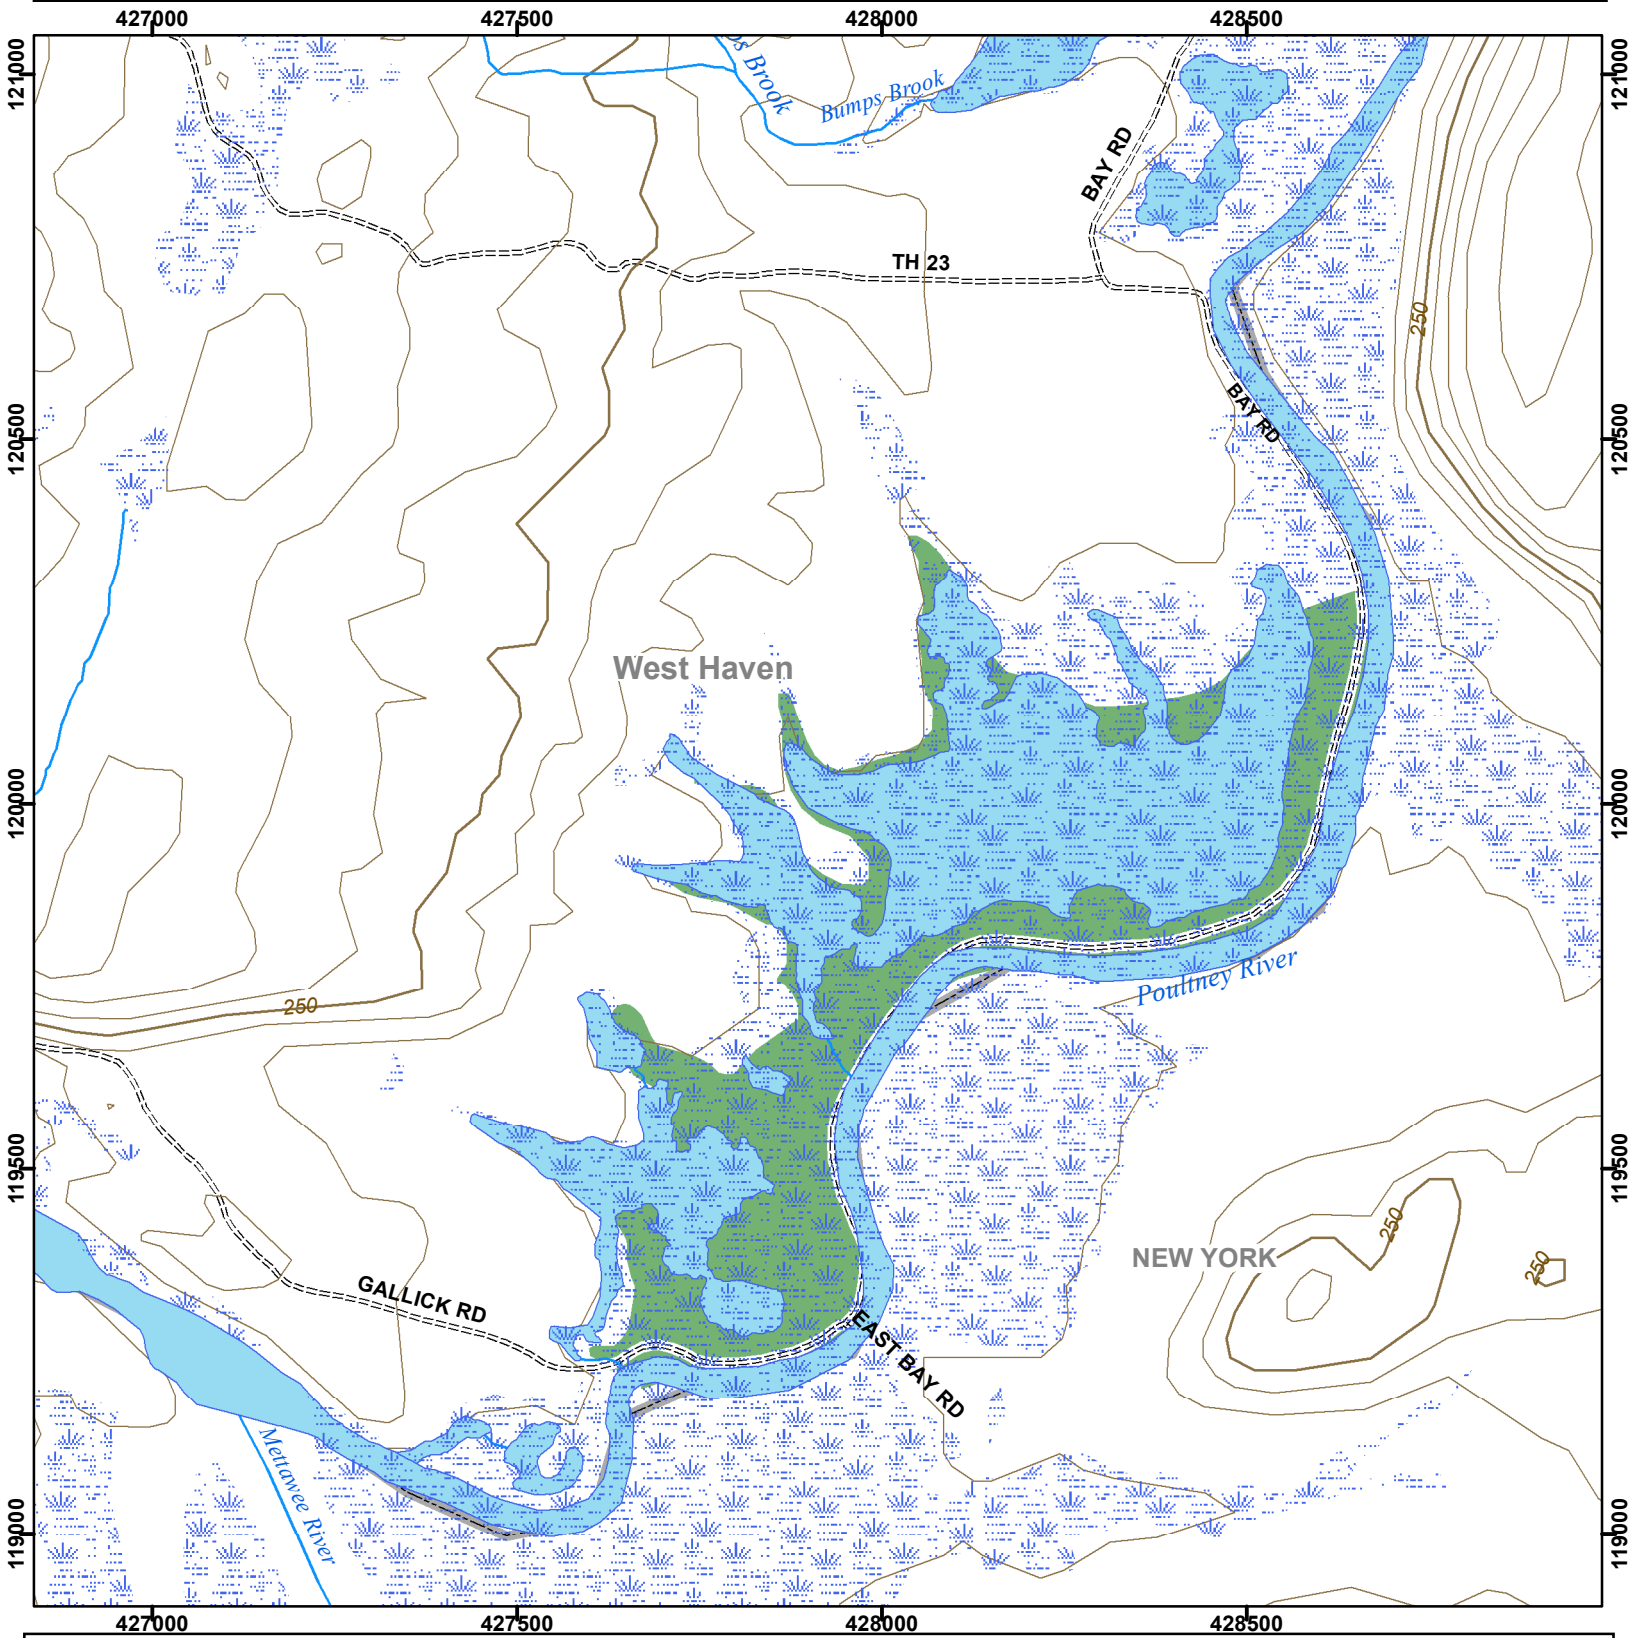 427000 427500 428000 428500
121000 121000
ps Brook
Bumps Brook
BAY RD
TH 23
250
BAY RD
120500 120500
West Haven
120000 120000
Poultney River
250
119500 119500
NEW YORK
250
250
GALLICK RD
EAST BAY RD
Mettawee River
119000 119000
427000 427500 428000 428500